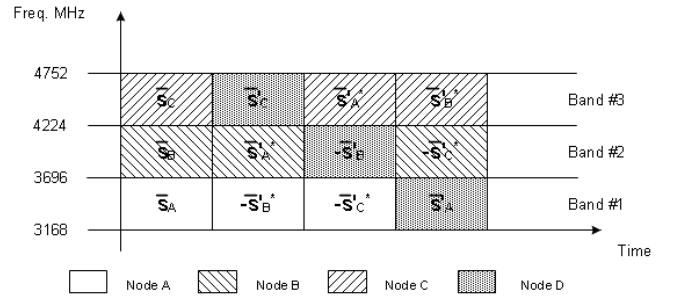 Freq. MHz
4752
S̅C S̅'C S̅'A* S̅'B* Band #3
4224
S̅B S̅'A* -S̅'B -S̅'C* Band #2
3696
S̅A -S̅'B* -S̅'C* S̅'A Band #1
3168
Time
Node A Node B Node C Node D